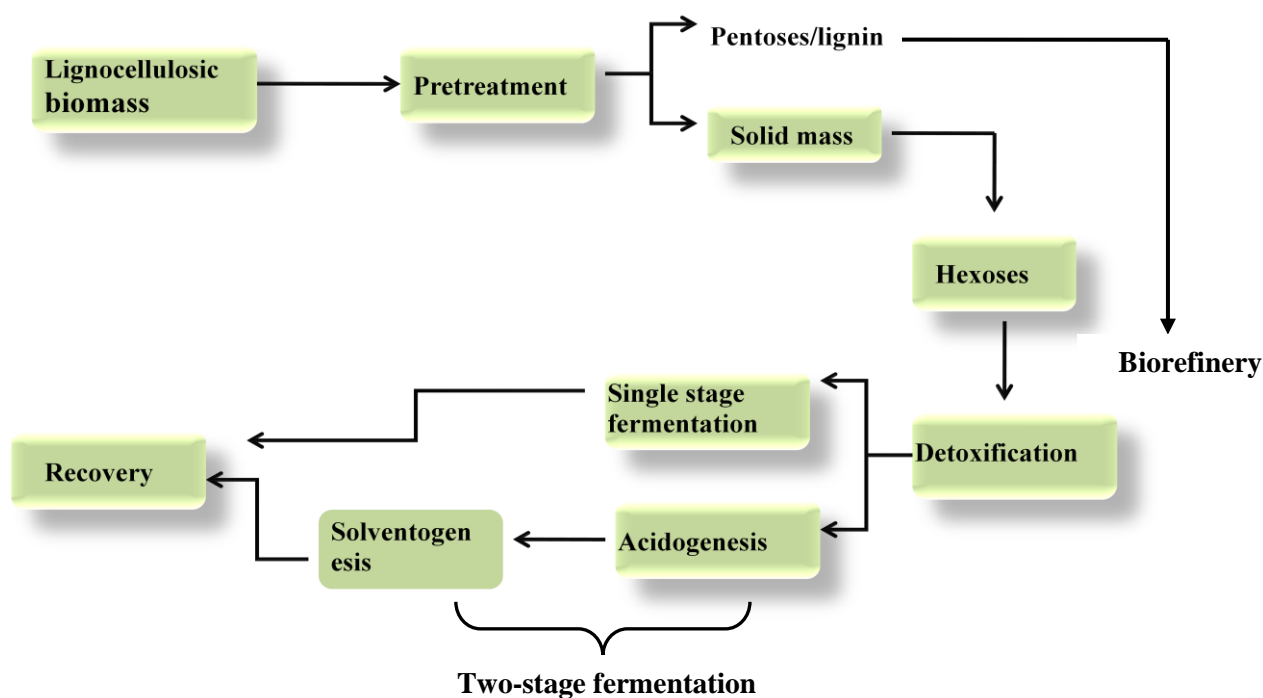 Lignocellulosic
biomass
Pretreatment
Pentoses/lignin
Solid mass
Hexoses
Biorefinery
Single stage
fermentation
Detoxification
Recovery
Solventogen
esis
Acidogenesis
Two-stage fermentation